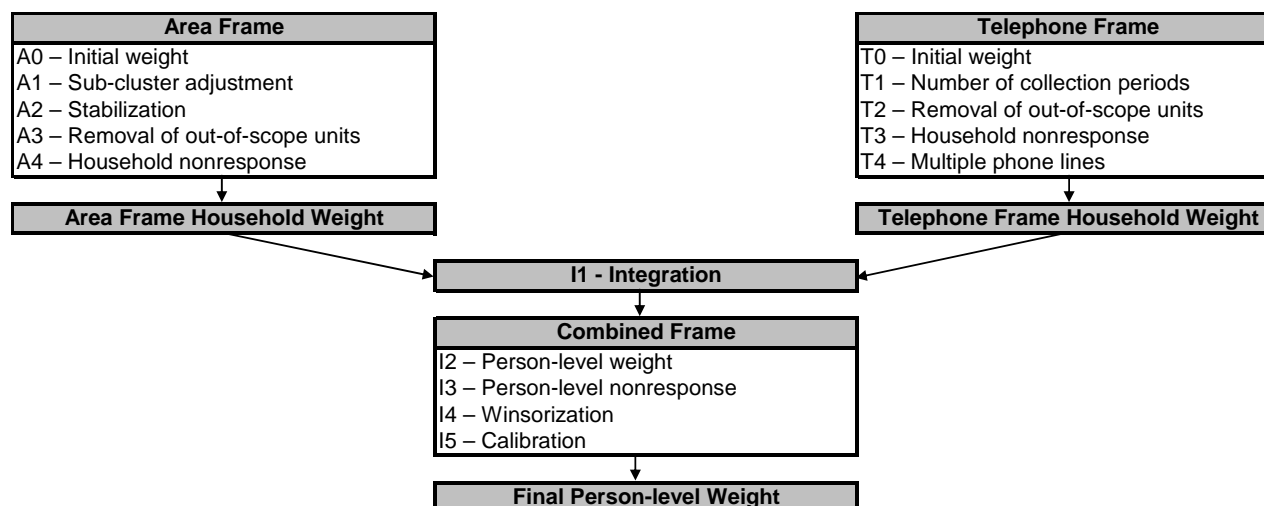 Area Frame
A0 – Initial weight
A1 – Sub-cluster adjustment
A2 – Stabilization
A3 – Removal of out-of-scope units
A4 – Household nonresponse
Area Frame Household Weight
Telephone Frame
T0 – Initial weight
T1 – Number of collection periods
T2 – Removal of out-of-scope units
T3 – Household nonresponse
T4 – Multiple phone lines
Telephone Frame Household Weight
I1 - Integration
Combined Frame
I2 – Person-level weight
I3 – Person-level nonresponse
I4 – Winsorization
I5 – Calibration
Final Person-level Weight